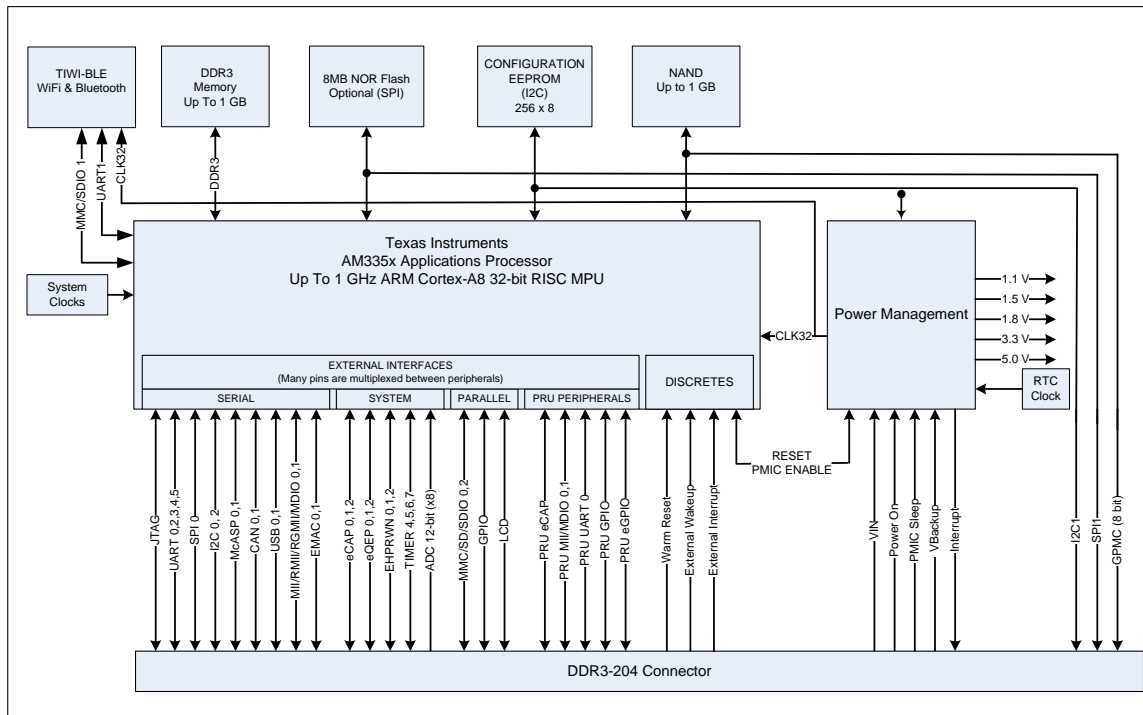 TIWI-BLE
WiFi & Bluetooth
DDR3
Memory
Up To 1 GB
8MB NOR Flash
Optional (SPI)
CONFIGURATION
EEPROM
(I2C)
256 x 8
NAND
Up to 1 GB
MMC/SDIO 1
UART1
CLK32
DDR3
Texas Instruments
AM335x Applications Processor
Up To 1 GHz ARM Cortex-A8 32-bit RISC MPU
System
Clocks
Power Management
1.1 V
1.5 V
1.8 V
3.3 V
5.0 V
CLK32
RTC
Clock
EXTERNAL INTERFACES
(Many pins are multiplexed between peripherals)
SERIAL
SYSTEM
PARALLEL
PRU PERIPHERALS
DISCRETES
RESET
PMIC ENABLE
JTAG
UART 0,2,3,4,5
SPI 0
I2C 0, 2
McASP 0,1
CAN 0,1
USB 0,1
MII/RMII/RGMII/MDIO 0,1
EMAC 0,1
eCAP 0,1,2
eQEP 0,1,2
EHPRWN 0,1,2
TIMER 4,5,6,7
ADC 12-bit (x8)
MMC/SD/SDIO 0,2
GPIO
LCD
PRU eCAP
PRU MII/MDIO 0,1
PRU UART 0
PRU GPIO
PRU eGPIO
Warm Reset
External Wakeup
External Interrupt
VIN
Power On
PMIC Sleep
VBackup
Interrupt
I2C1
SPI1
GPMC (8 bit)
DDR3-204 Connector